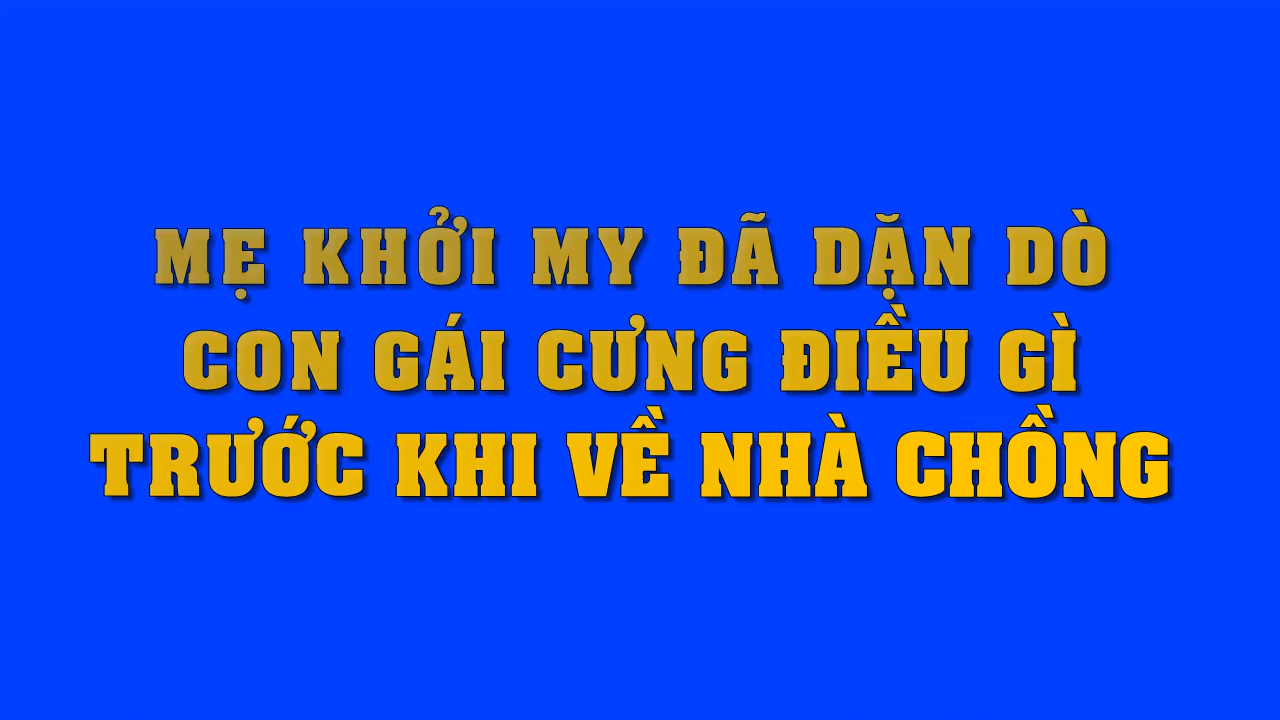 MẸ KHỞI MY ĐÃ DẶN DÒ
CON GÁI CƯNG ĐIỀU GÌ
TRƯỚC KHI VỀ NHÀ CHỒNG